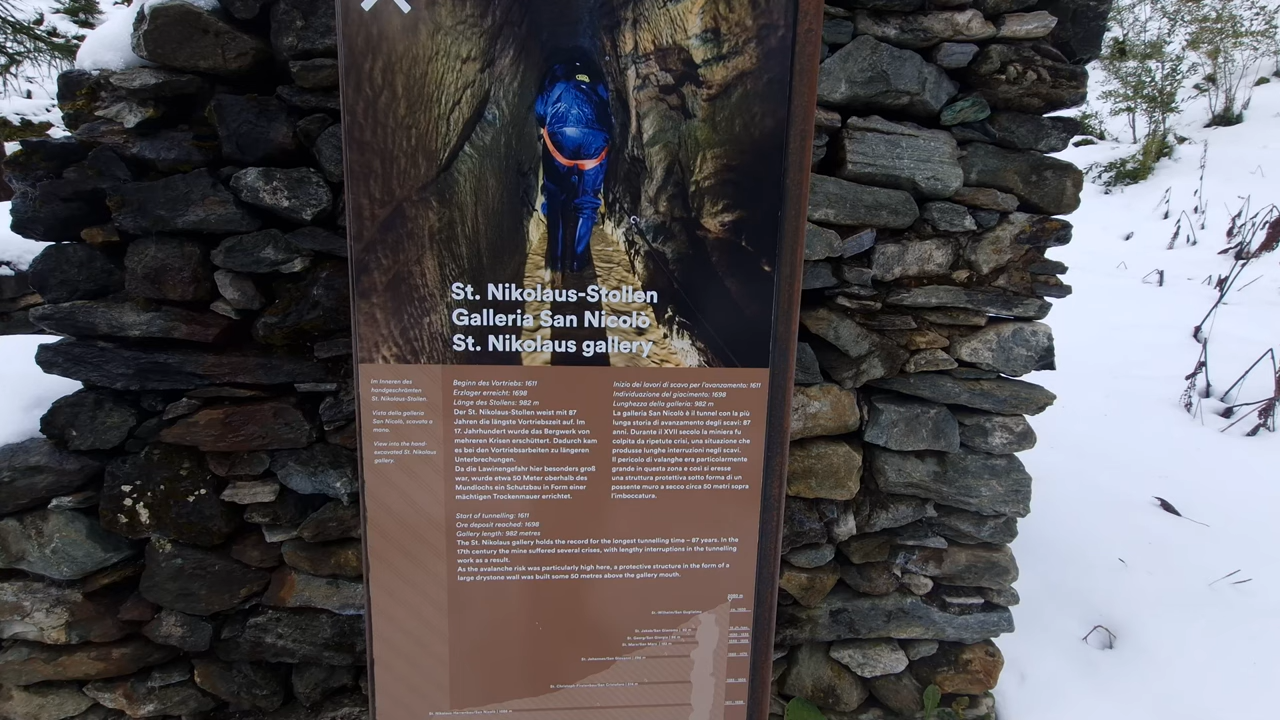 St. Nikolaus-Stollen
Galleria San Nicolò
St. Nikolaus gallery
Im Inneren des
handgeschrämten
St. Nikolaus-Stollen.
Vista della galleria
San Nicolò, scavata a
mano.
View into the hand-
excavated St. Nikolaus
gallery.
Beginn des Vortriebs: 1611
Erzlager erreicht: 1698
Länge des Stollens: 982 m
Der St. Nikolaus-Stollen weist mit 87
Jahren die längste Vortriebszeit auf. Im
17. Jahrhundert wurde das Bergwerk von
mehreren Krisen erschüttert. Dadurch kam
es bei den Vortriebsarbeiten zu längeren
Unterbrechungen.
Da die Lawinengefahr hier besonders groß
war, wurde etwa 50 Meter oberhalb des
Mundlochs ein Schutzbau in Form einer
mächtigen Trockenmauer errichtet.
Inizio dei lavori di scavo per l'avanzamento: 1611
Individuazione del giacimento: 1698
Lunghezza della galleria: 982 m
La galleria San Nicolò è il tunnel con la più
lunga storia di avanzamento degli scavi: 87
anni. Durante il XVII secolo la miniera fu
colpita da ripetute crisi, una situazione che
produsse lunghe interruzioni negli scavi.
Il pericolo di valanghe era particolarmente
grande in questa zona e così si eresse
una struttura protettiva sotto forma di un
possente muro a secco circa 50 metri sopra
l'imboccatura.
Start of tunnelling: 1611
Ore deposit reached: 1698
Gallery length: 982 metres
The St. Nikolaus gallery holds the record for the longest tunnelling time – 87 years. In the
17th century the mine suffered several crises, with lengthy interruptions in the tunnelling
work as a result.
As the avalanche risk was particularly high here, a protective structure in the form of a
large drystone wall was built some 50 metres above the gallery mouth.